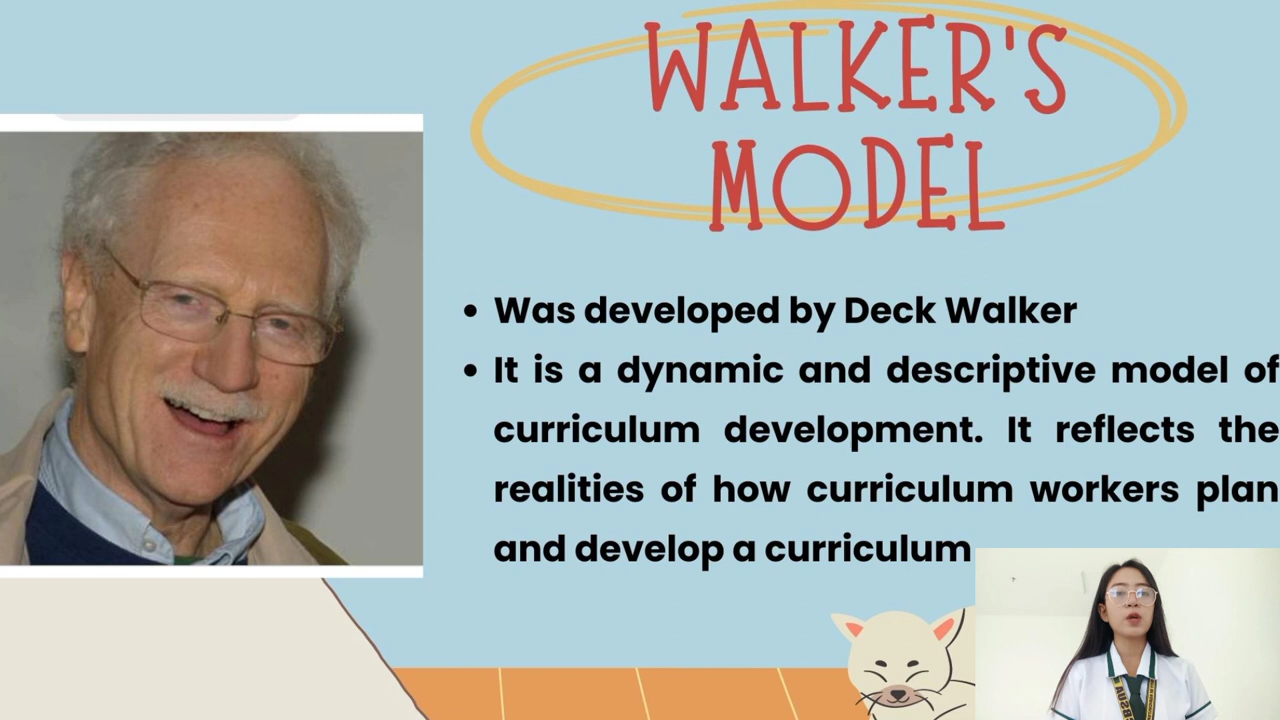 WALKER'S
MODEL
• Was developed by Deck Walker
• It is a dynamic and descriptive model of
curriculum development. It reflects the
realities of how curriculum workers plan
and develop a curriculum